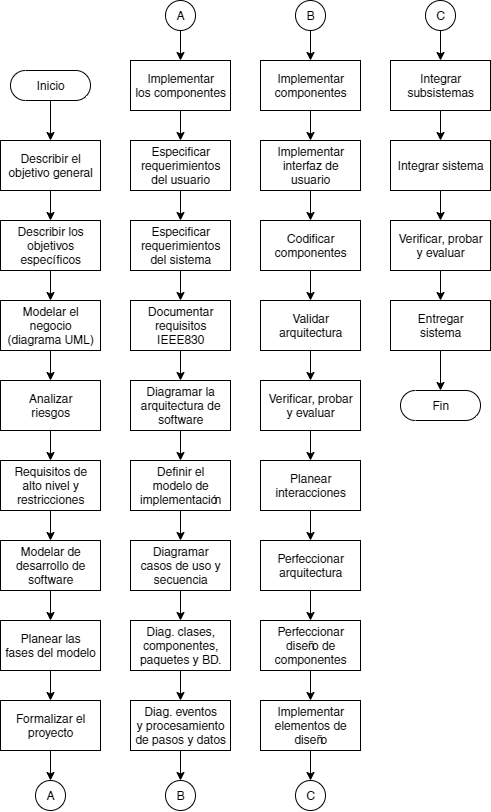 Inicio
Describir el
objetivo general
Describir los
objetivos
específicos
Modelar el
negocio
(diagrama UML)
Analizar
riesgos
Requisitos de
alto nivel y
restricciones
Modelar de
desarrollo de
software
Planear las
fases del modelo
Formalizar el
proyecto
A
A
Implementar
los componentes
Especificar
requerimientos
del usuario
Especificar
requerimientos
del sistema
Documentar
requisitos
IEEE830
Diagramar la
arquitectura de
software
Definir el
modelo de
implementación
Diagramar
casos de uso y
secuencia
Diag. clases,
componentes,
paquetes y BD.
Diag. eventos
y procesamiento
de pasos y datos
B
B
Implementar
componentes
Implementar
interfaz de
usuario
Codificar
componentes
Validar
arquitectura
Verificar, probar
y evaluar
Planear
interacciones
Perfeccionar
arquitectura
Perfeccionar
diseño de
componentes
Implementar
elementos de
diseño
C
C
Integrar
subsistemas
Integrar sistema
Verificar, probar
y evaluar
Entregar
sistema
Fin